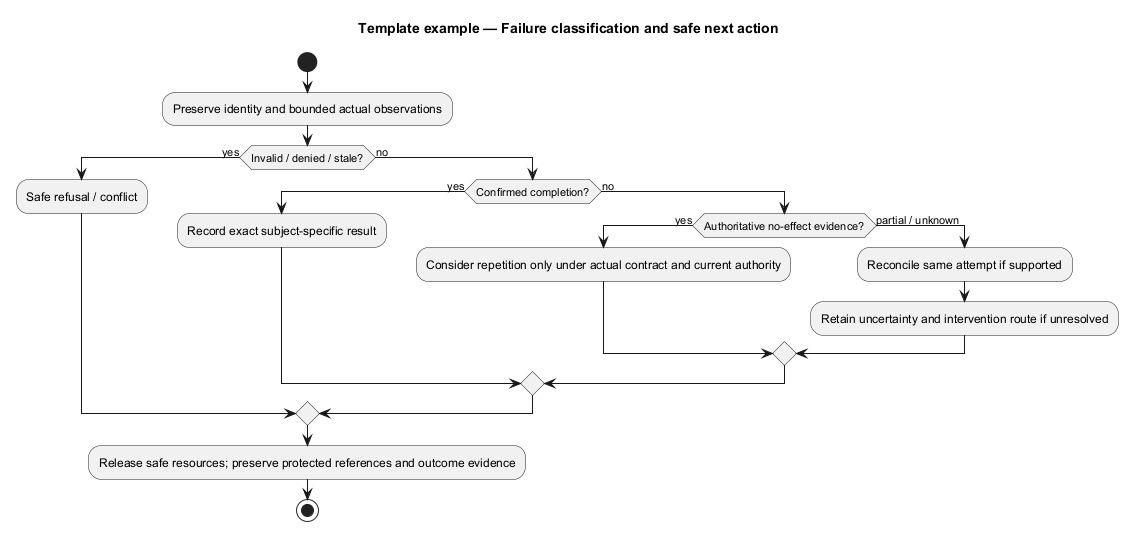 Template example — Failure classification and safe next action
Preserve identity and bounded actual observations
yes
Invalid / denied / stale?
no
Safe refusal / conflict
yes
Confirmed completion?
no
Record exact subject-specific result
yes
Authoritative no-effect evidence?
partial / unknown
Consider repetition only under actual contract and current authority
Reconcile same attempt if supported
Retain uncertainty and intervention route if unresolved
Release safe resources; preserve protected references and outcome evidence